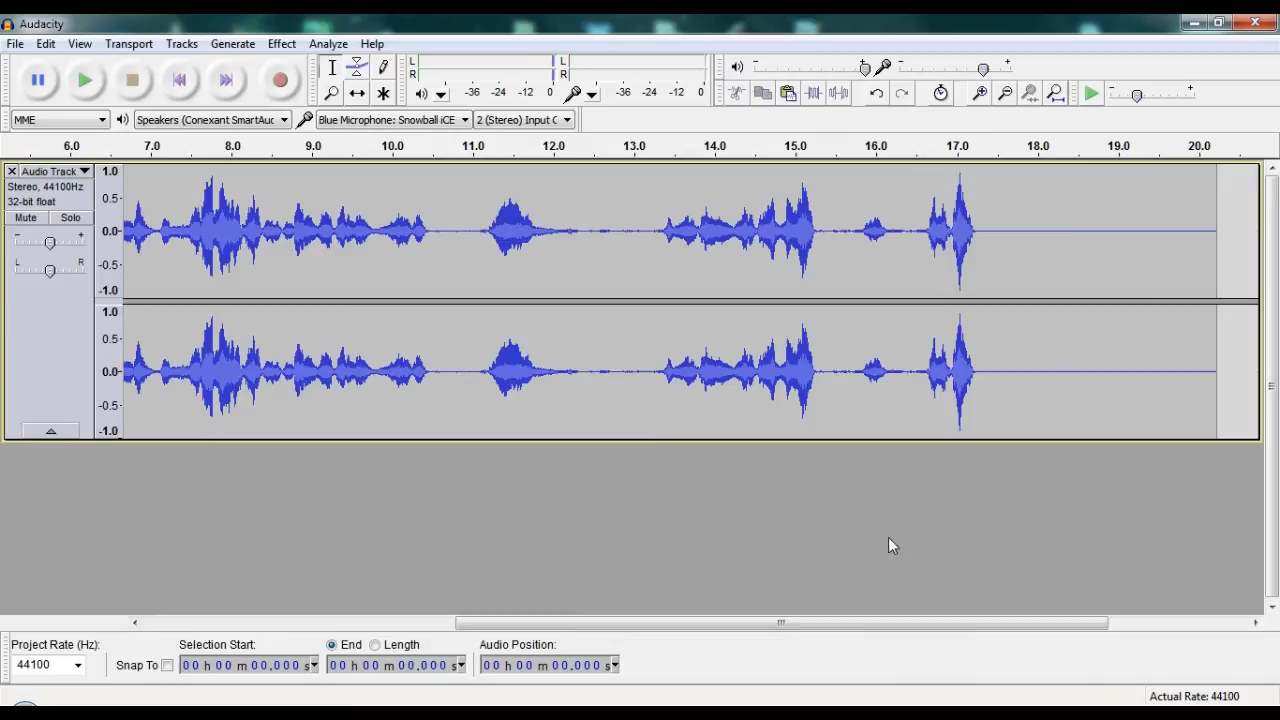 Audacity
File Edit View Transport Tracks Generate Effect Analyze Help
L L
R R
-36 -24 -12 0 -36 -24 -12 0
MME Speakers (Conexant SmartAuc Blue Microphone: Snowball iCE 2 (Stereo) Input C
6.0 7.0 8.0 9.0 10.0 11.0 12.0 13.0 14.0 15.0 16.0 17.0 18.0 19.0 20.0
Audio Track
Stereo, 44100Hz
32-bit float
Mute Solo
- +
L R
1.0
0.5
0.0
-0.5
-1.0
1.0
0.5
0.0
-0.5
-1.0
Project Rate (Hz): Selection Start: End Length Audio Position:
44100 Snap To 00 h 00 m 00.000 s 00 h 00 m 00.000 s 00 h 00 m 00.000 s
Actual Rate: 44100